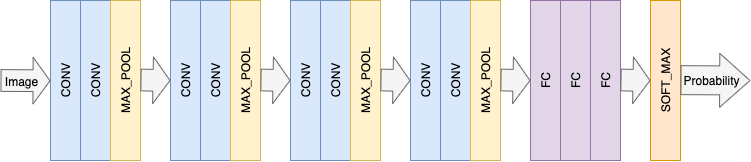 Image
CONV
CONV
MAX_POOL
CONV
CONV
MAX_POOL
CONV
CONV
MAX_POOL
CONV
CONV
MAX_POOL
FC
FC
FC
SOFT_MAX
Probability